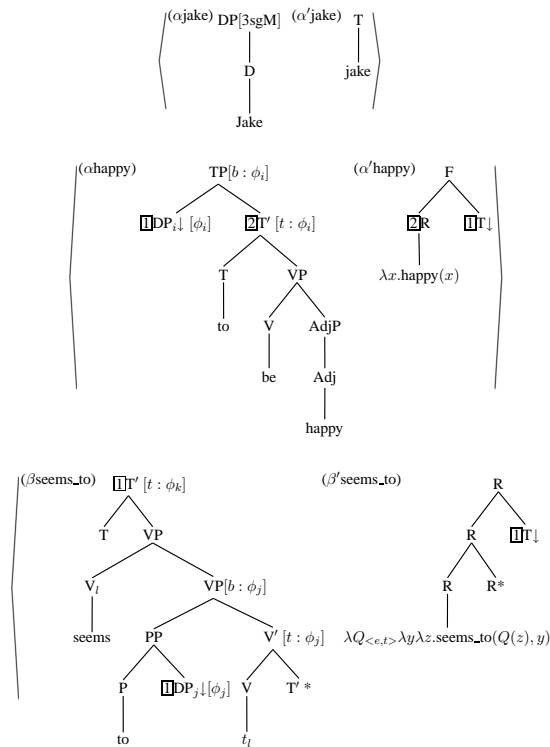 (αjake) DP[3sgM] (α′jake) T
D jake
Jake
(αhappy) TP[b : ϕi] (α′happy) F
1 DPi↓ [ϕi] 2 T′ [t : ϕi] 2 R 1 T↓
T VP λx.happy(x)
to V AdjP
be Adj
happy
(βseems_to) 1 T′ [t : ϕk] (β′seems_to) R
T VP R 1 T↓
Vl VP[b : ϕj] R R*
seems PP V′ [t : ϕj] λQ<e,t>λyλz.seems_to(Q(z), y)
P 1 DPj↓[ϕj] V T′ *
to tl